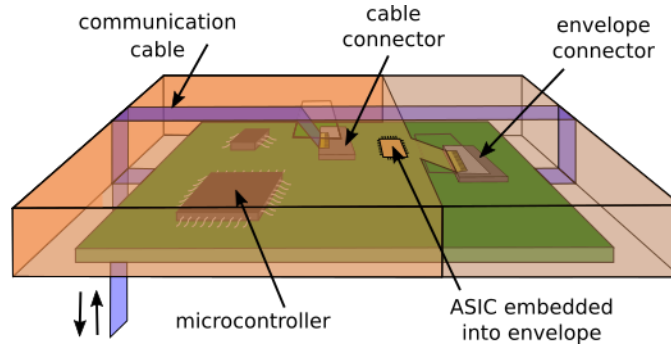 communication
cable
cable
connector
envelope
connector
microcontroller
ASIC embedded
into envelope